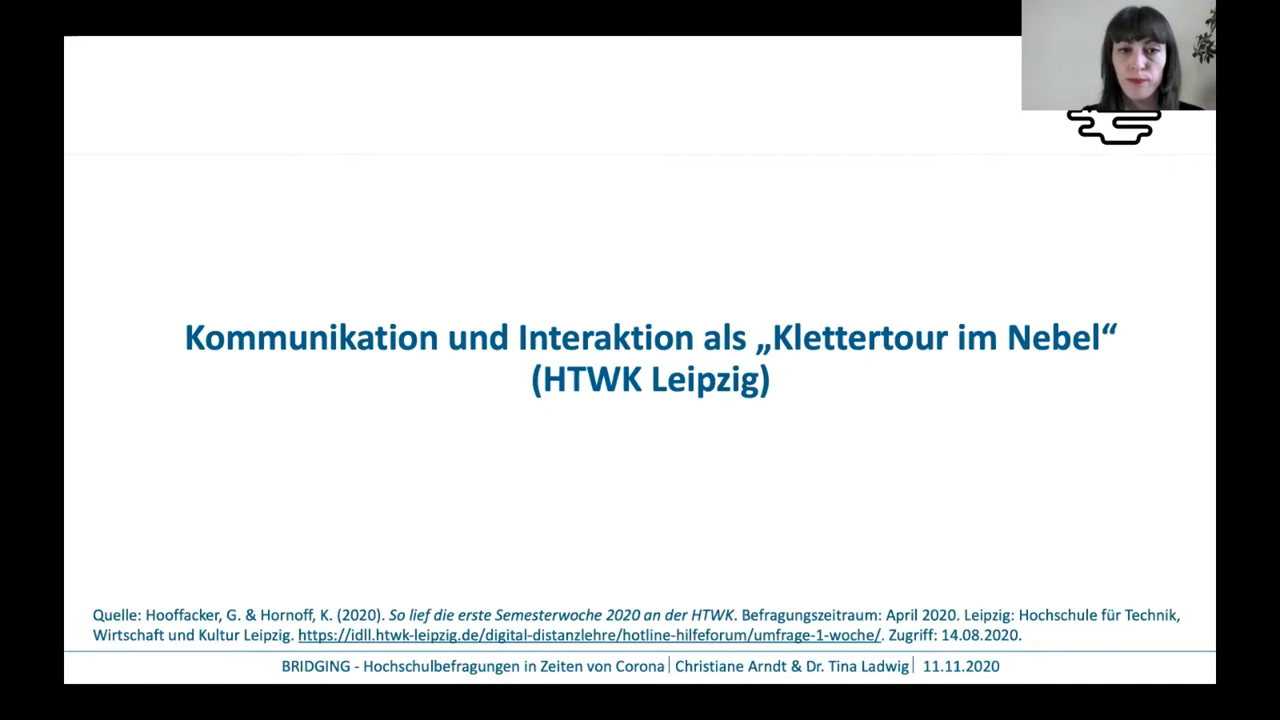 Kommunikation und Interaktion als „Klettertour im Nebel“
(HTWK Leipzig)
Quelle: Hooffacker, G. & Hornoff, K. (2020). So lief die erste Semesterwoche 2020 an der HTWK. Befragungszeitraum: April 2020. Leipzig: Hochschule für Technik,
Wirtschaft und Kultur Leipzig. https://idll.htwk-leipzig.de/digital-distanzlehre/hotline-hilfeforum/umfrage-1-woche/. Zugriff: 14.08.2020.
BRIDGING - Hochschulbefragungen in Zeiten von Corona| Christiane Arndt & Dr. Tina Ladwig| 11.11.2020